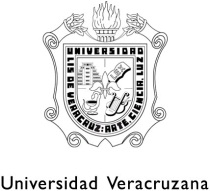 UNIVERSIDAD
LIS DE VERACRUZ: ARTE, CIENCIA, LUZ
Universidad Veracruzana